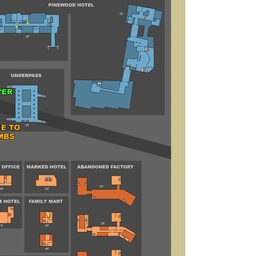 PINEWOOD HOTEL
UNDERPASS
ER
E TO
MBS
OFFICE
MARKED HOTEL
ABANDONED FACTORY
HOTEL
FAMILY MART